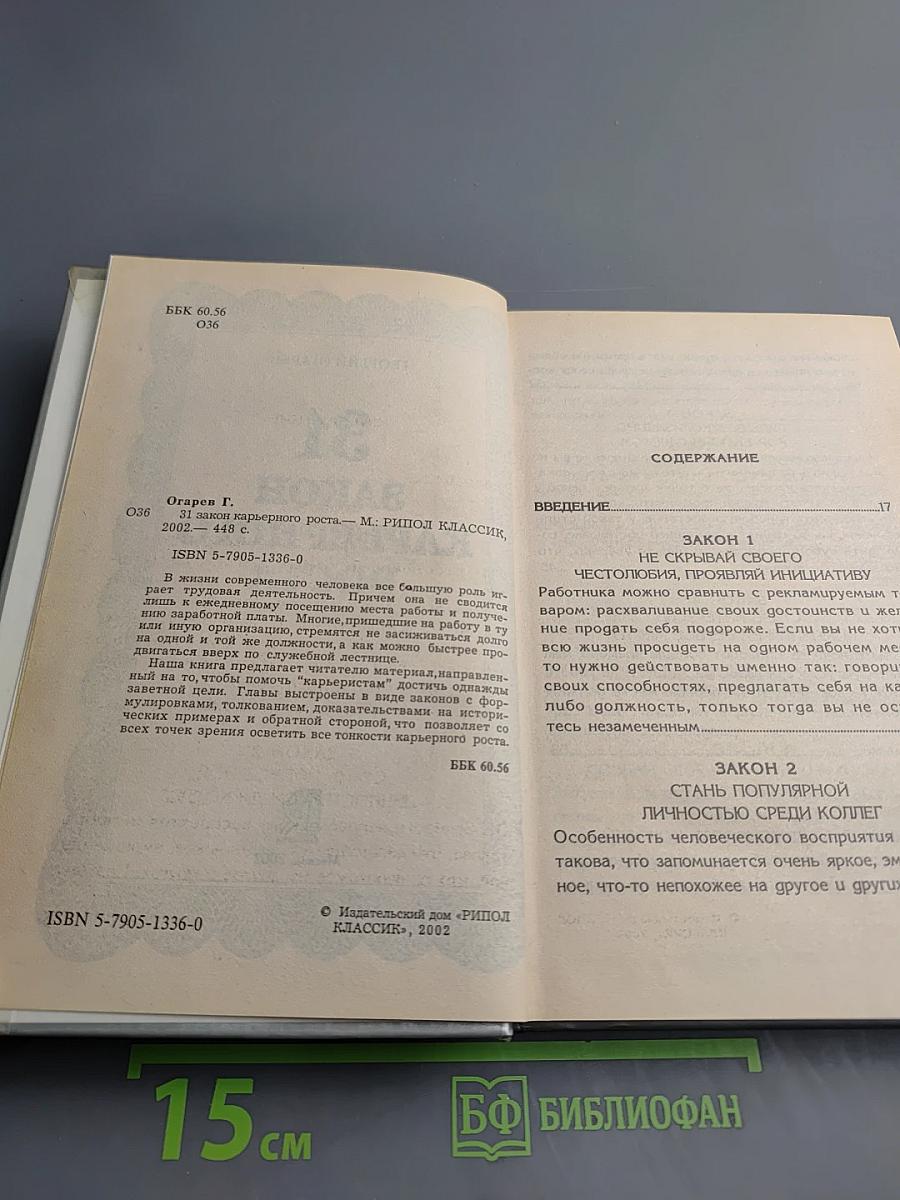 ББК 60.56
О36
Огарев Г.
О36
31 закон карьерного роста.— М.: РИПОЛ КЛАССИК,
2002.— 448 с.
ISBN 5-7905-1336-0
В жизни современного человека все большую роль иг-
рает трудовая деятельность. Причем она не сводится
лишь к ежедневному посещению места работы и получе-
нию заработной платы. Многие, пришедшие на работу в ту
или иную организацию, стремятся не засиживаться долго
на одной и той же должности, а как можно быстрее про-
двигаться вверх по служебной лестнице.
Наша книга предлагает читателю материал, направлен-
ный на то, чтобы помочь "карьеристам" достичь однажды
заветной цели. Главы выстроены в виде законов с фор-
мулировками, толкованием, доказательствами на истори-
ческих примерах и обратной стороной, что позволяет со
всех точек зрения осветить все тонкости карьерного роста.
ББК 60.56
ISBN 5-7905-1336-0
© Издательский дом «РИПОЛ
КЛАССИК», 2002
СОДЕРЖАНИЕ
ВВЕДЕНИЕ...17
ЗАКОН 1
НЕ СКРЫВАЙ СВОЕГО
ЧЕСТОЛЮБИЯ, ПРОЯВЛЯЙ ИНИЦИАТИВУ
Работника можно сравнить с рекламируемым т
варом: расхваливание своих достоинств и жел
ние продать себя подороже. Если вы не хоти
всю жизнь просидеть на одном рабочем ме
то нужно действовать именно так: говори
своих способностях, предлагать себя на ка
либо должность, только тогда вы не ос
тесь незамеченным...
ЗАКОН 2
СТАНЬ ПОПУЛЯРНОЙ
ЛИЧНОСТЬЮ СРЕДИ КОЛЛЕГ
Особенность человеческого восприятия
такова, что запоминается очень яркое, эм
ное, что-то непохожее на другое и других
15 см
БФ БИБЛИОФАН